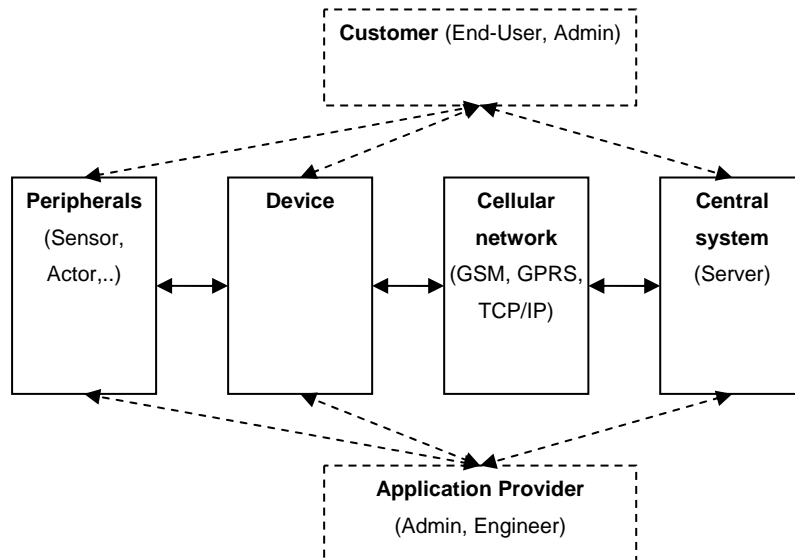 Customer (End-User, Admin)
Peripherals
(Sensor,
Actor,..)
Device
Cellular
network
(GSM, GPRS,
TCP/IP)
Central
system
(Server)
Application Provider
(Admin, Engineer)